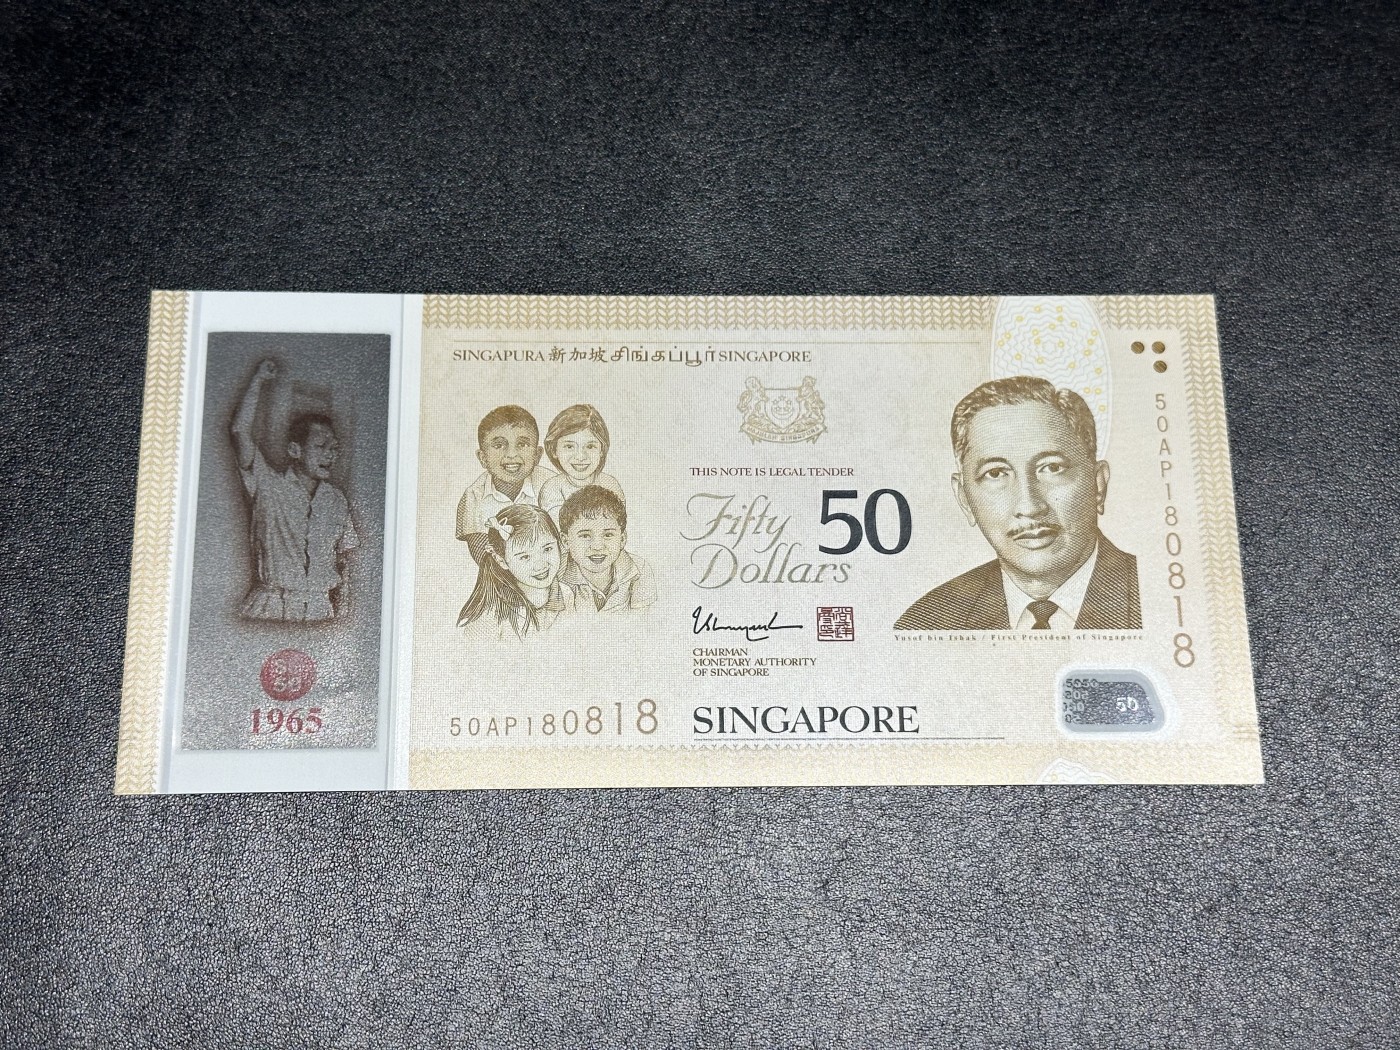 SINGAPURA 新加坡 சிங்கப்பூர் SINGAPORE
50AP180818
THIS NOTE IS LEGAL TENDER
Fifty
Dollars
50
CHAIRMAN
MONETARY AUTHORITY
OF SINGAPORE
Yusof bin Ishak / First President of Singapore
1965
50AP180818
SINGAPORE
50